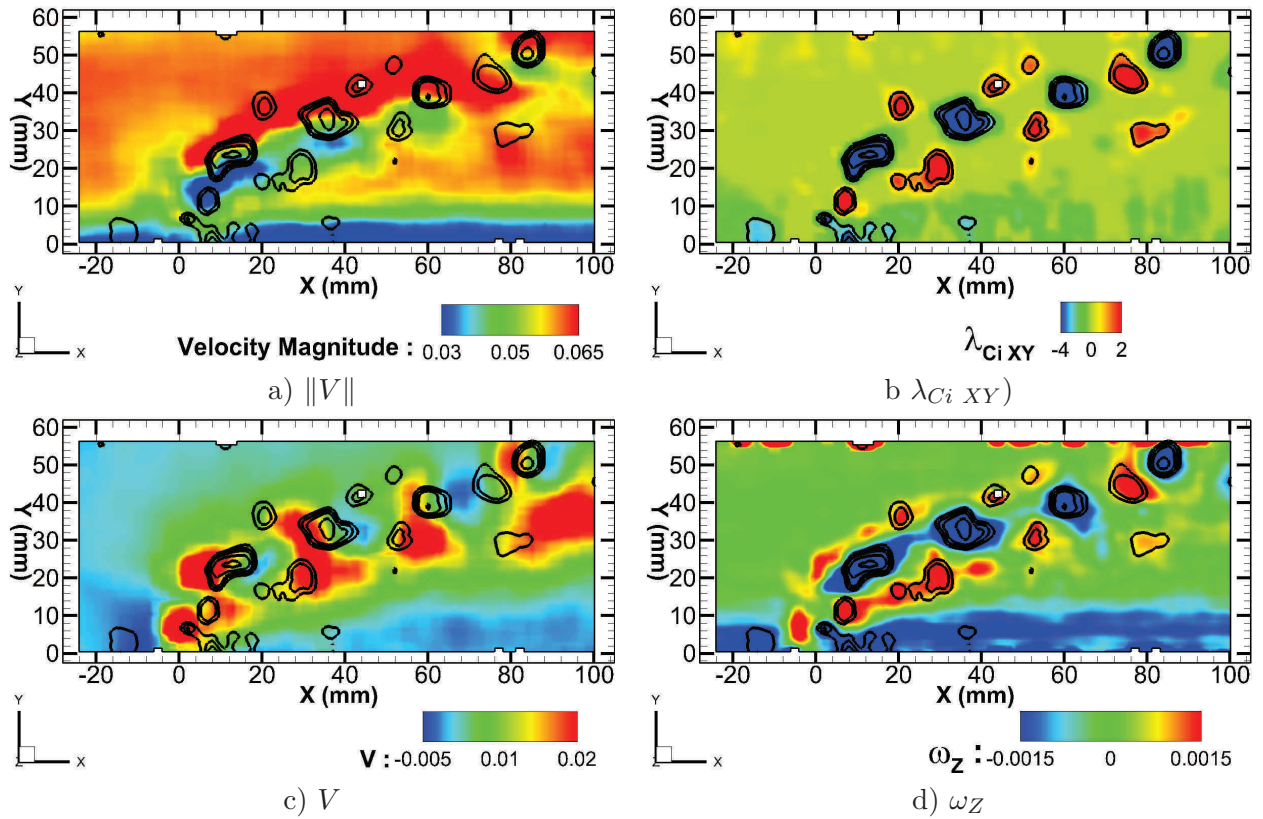 60
50
40
30
20
10
0
Y (mm)
-20 0 20 40 60 80 100
X (mm)
Y
Z X
Velocity Magnitude : 0.03 0.05 0.065
a) ‖V‖
60
50
40
30
20
10
0
Y (mm)
-20 0 20 40 60 80 100
X (mm)
Y
Z X
λCi XY -4 0 2
b λCi XY)
60
50
40
30
20
10
0
Y (mm)
-20 0 20 40 60 80 100
X (mm)
Y
Z X
V : -0.005 0.01 0.02
c) V
60
50
40
30
20
10
0
Y (mm)
-20 0 20 40 60 80 100
X (mm)
Y
Z X
ωZ : -0.0015 0 0.0015
d) ωZ